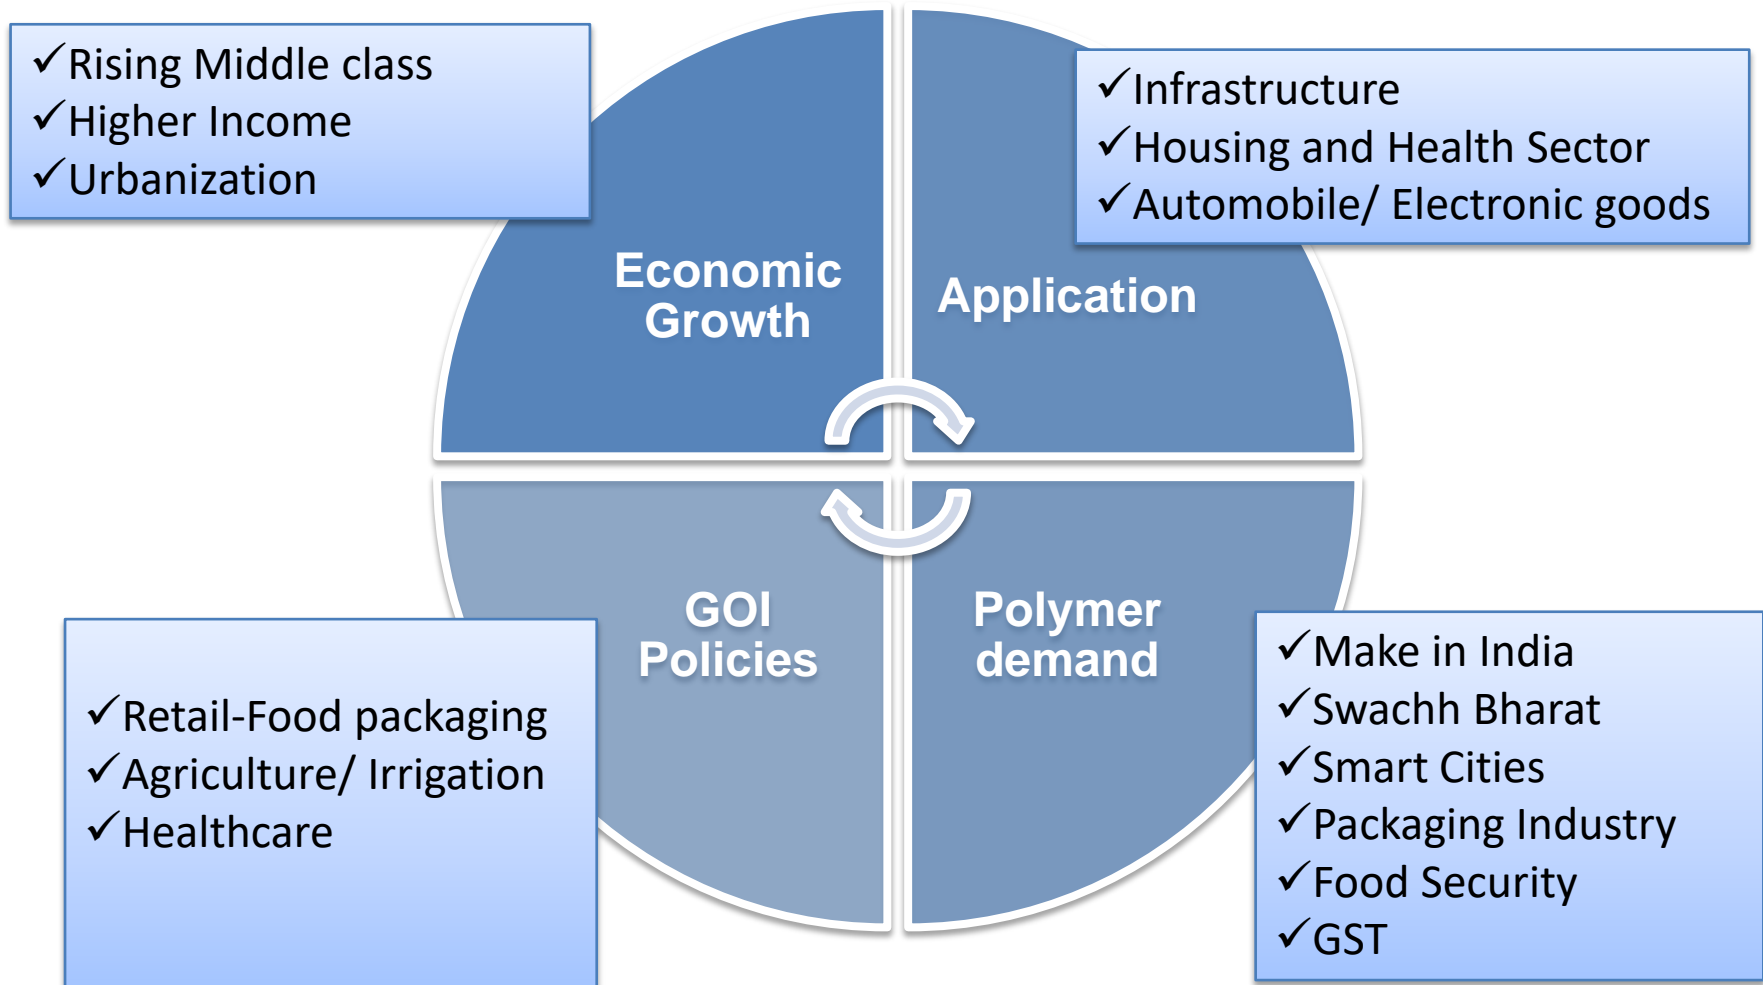 ✓Rising Middle class
✓Higher Income
✓Urbanization
✓Infrastructure
✓Housing and Health Sector
✓Automobile/ Electronic goods
Economic
Growth
Application
GOI
Policies
Polymer
demand
✓Retail-Food packaging
✓Agriculture/ Irrigation
✓Healthcare
✓Make in India
✓Swachh Bharat
✓Smart Cities
✓Packaging Industry
✓Food Security
✓GST